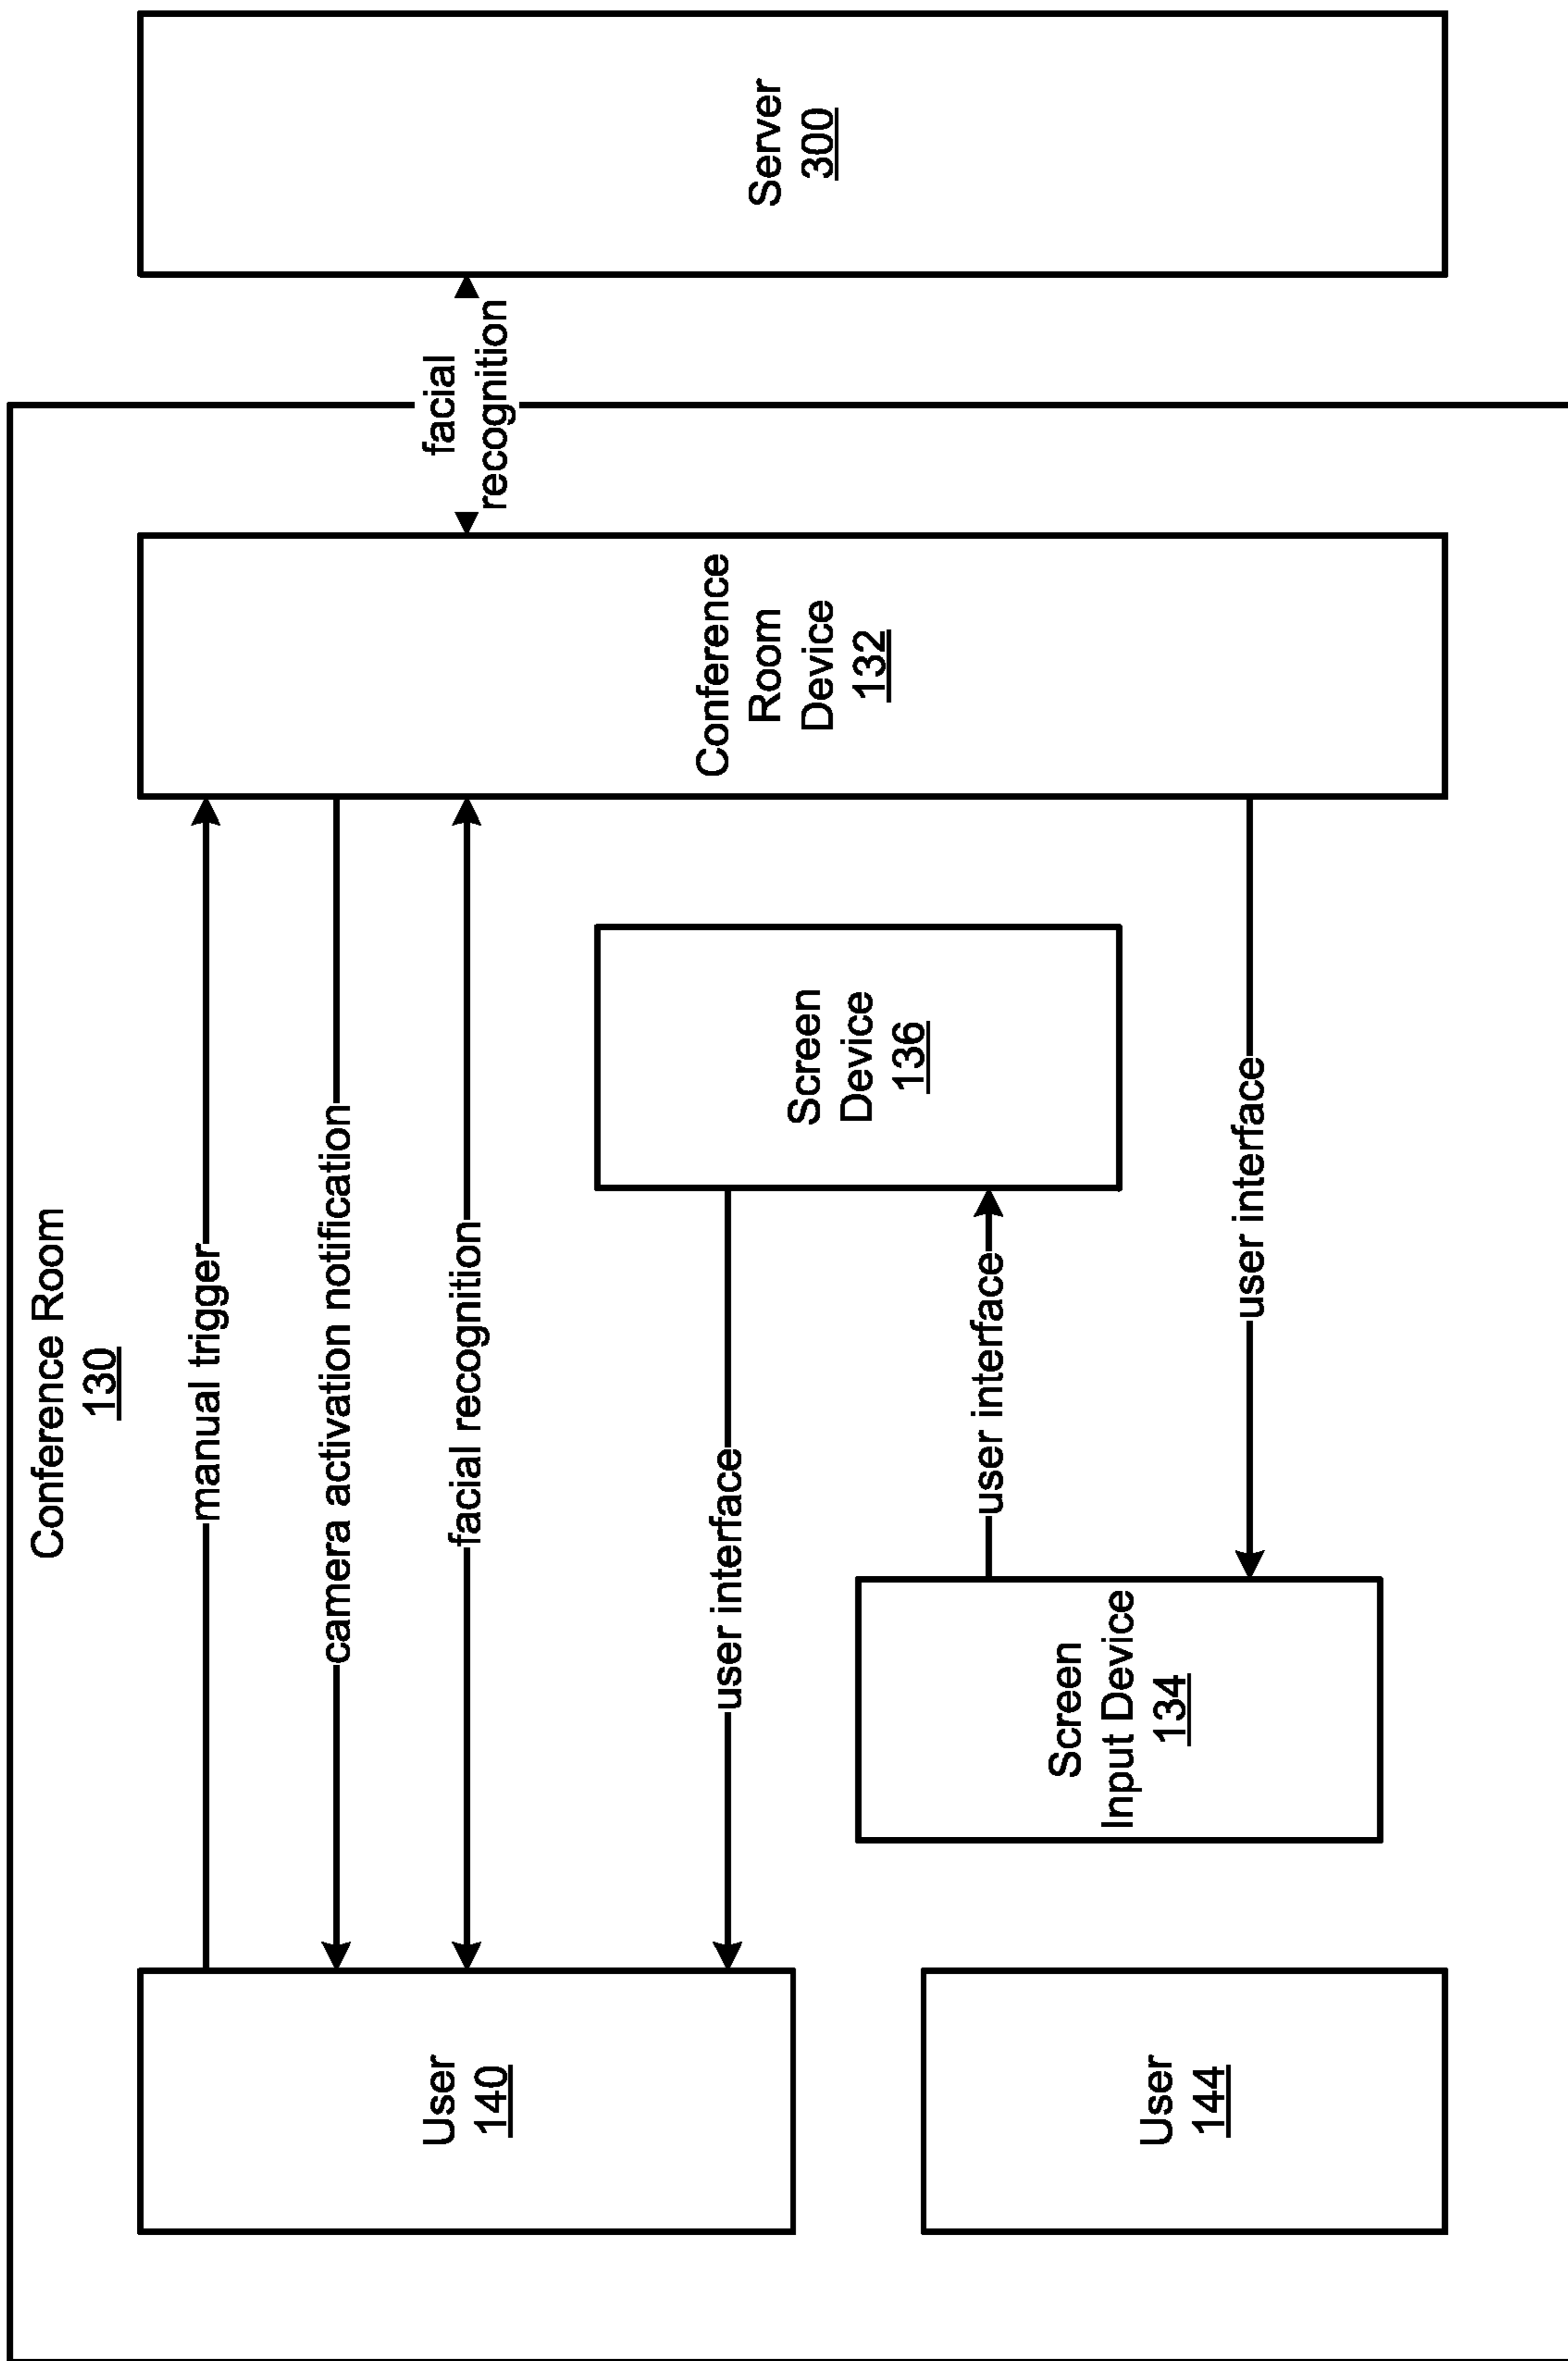 Conference Room
130
manual trigger
camera activation notification
facial recognition
user interface
user interface
user interface
User
140
User
144
Screen
Input Device
134
Screen
Device
136
Conference
Room
Device
132
facial
recognition
Server
300